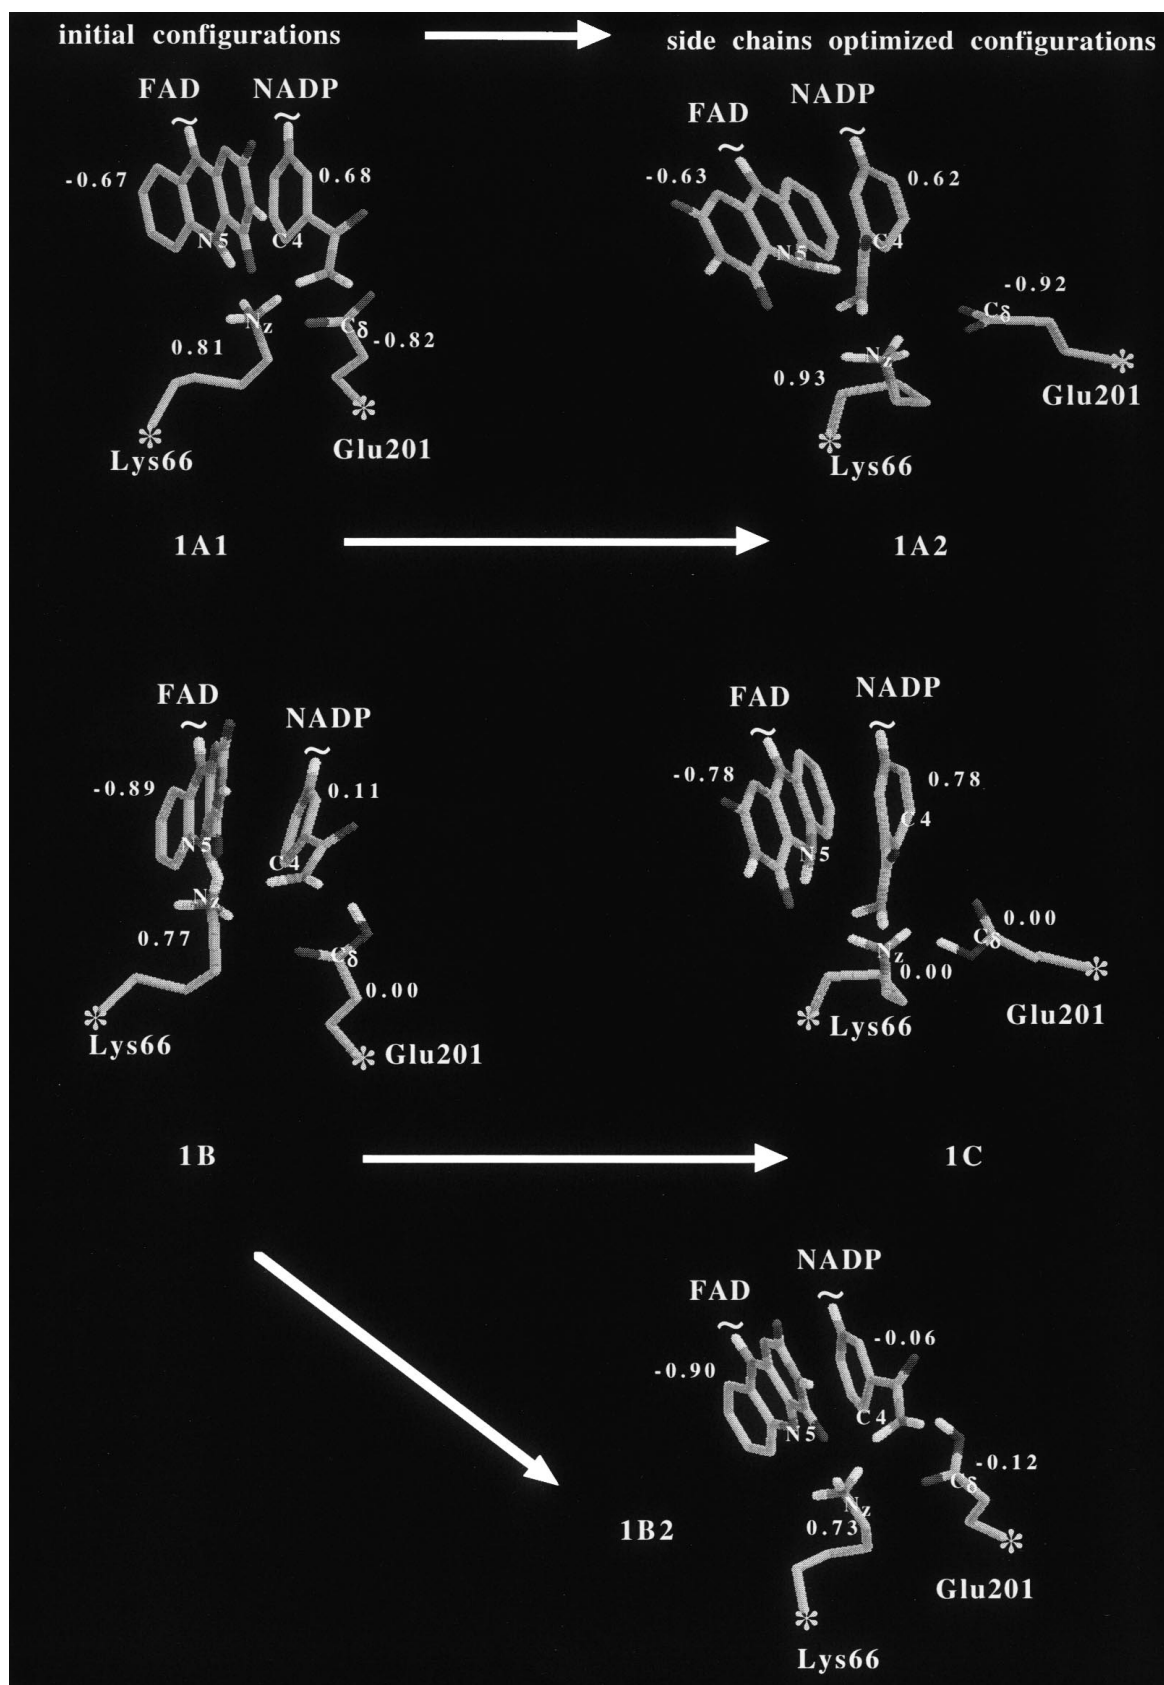 initial configurations
side chains optimized configurations
FAD NADP
-0.67
0.68
N5 C4
Nz
Cδ
0.81
-0.82
*
*
Lys66
Glu201
1A1
NADP
FAD
~
~
-0.63
0.62
C4
N5
-0.92
Cδ
Nz
0.93
*
Glu201
*
Lys66
1A2
FAD
NADP
~
~
-0.89
0.11
N5
C4
Nz
0.77
Cδ
0.00
*
Lys66
*
Glu201
1B
FAD
NADP
~
~
-0.78
0.78
C4
N5
0.00
Cδ
Nz
0.00
*
*
Lys66
Glu201
1C
NADP
FAD
~
~
-0.06
-0.90
C4
N5
-0.12
Cδ
Nz
0.73
1B2
*
Glu201
*
Lys66